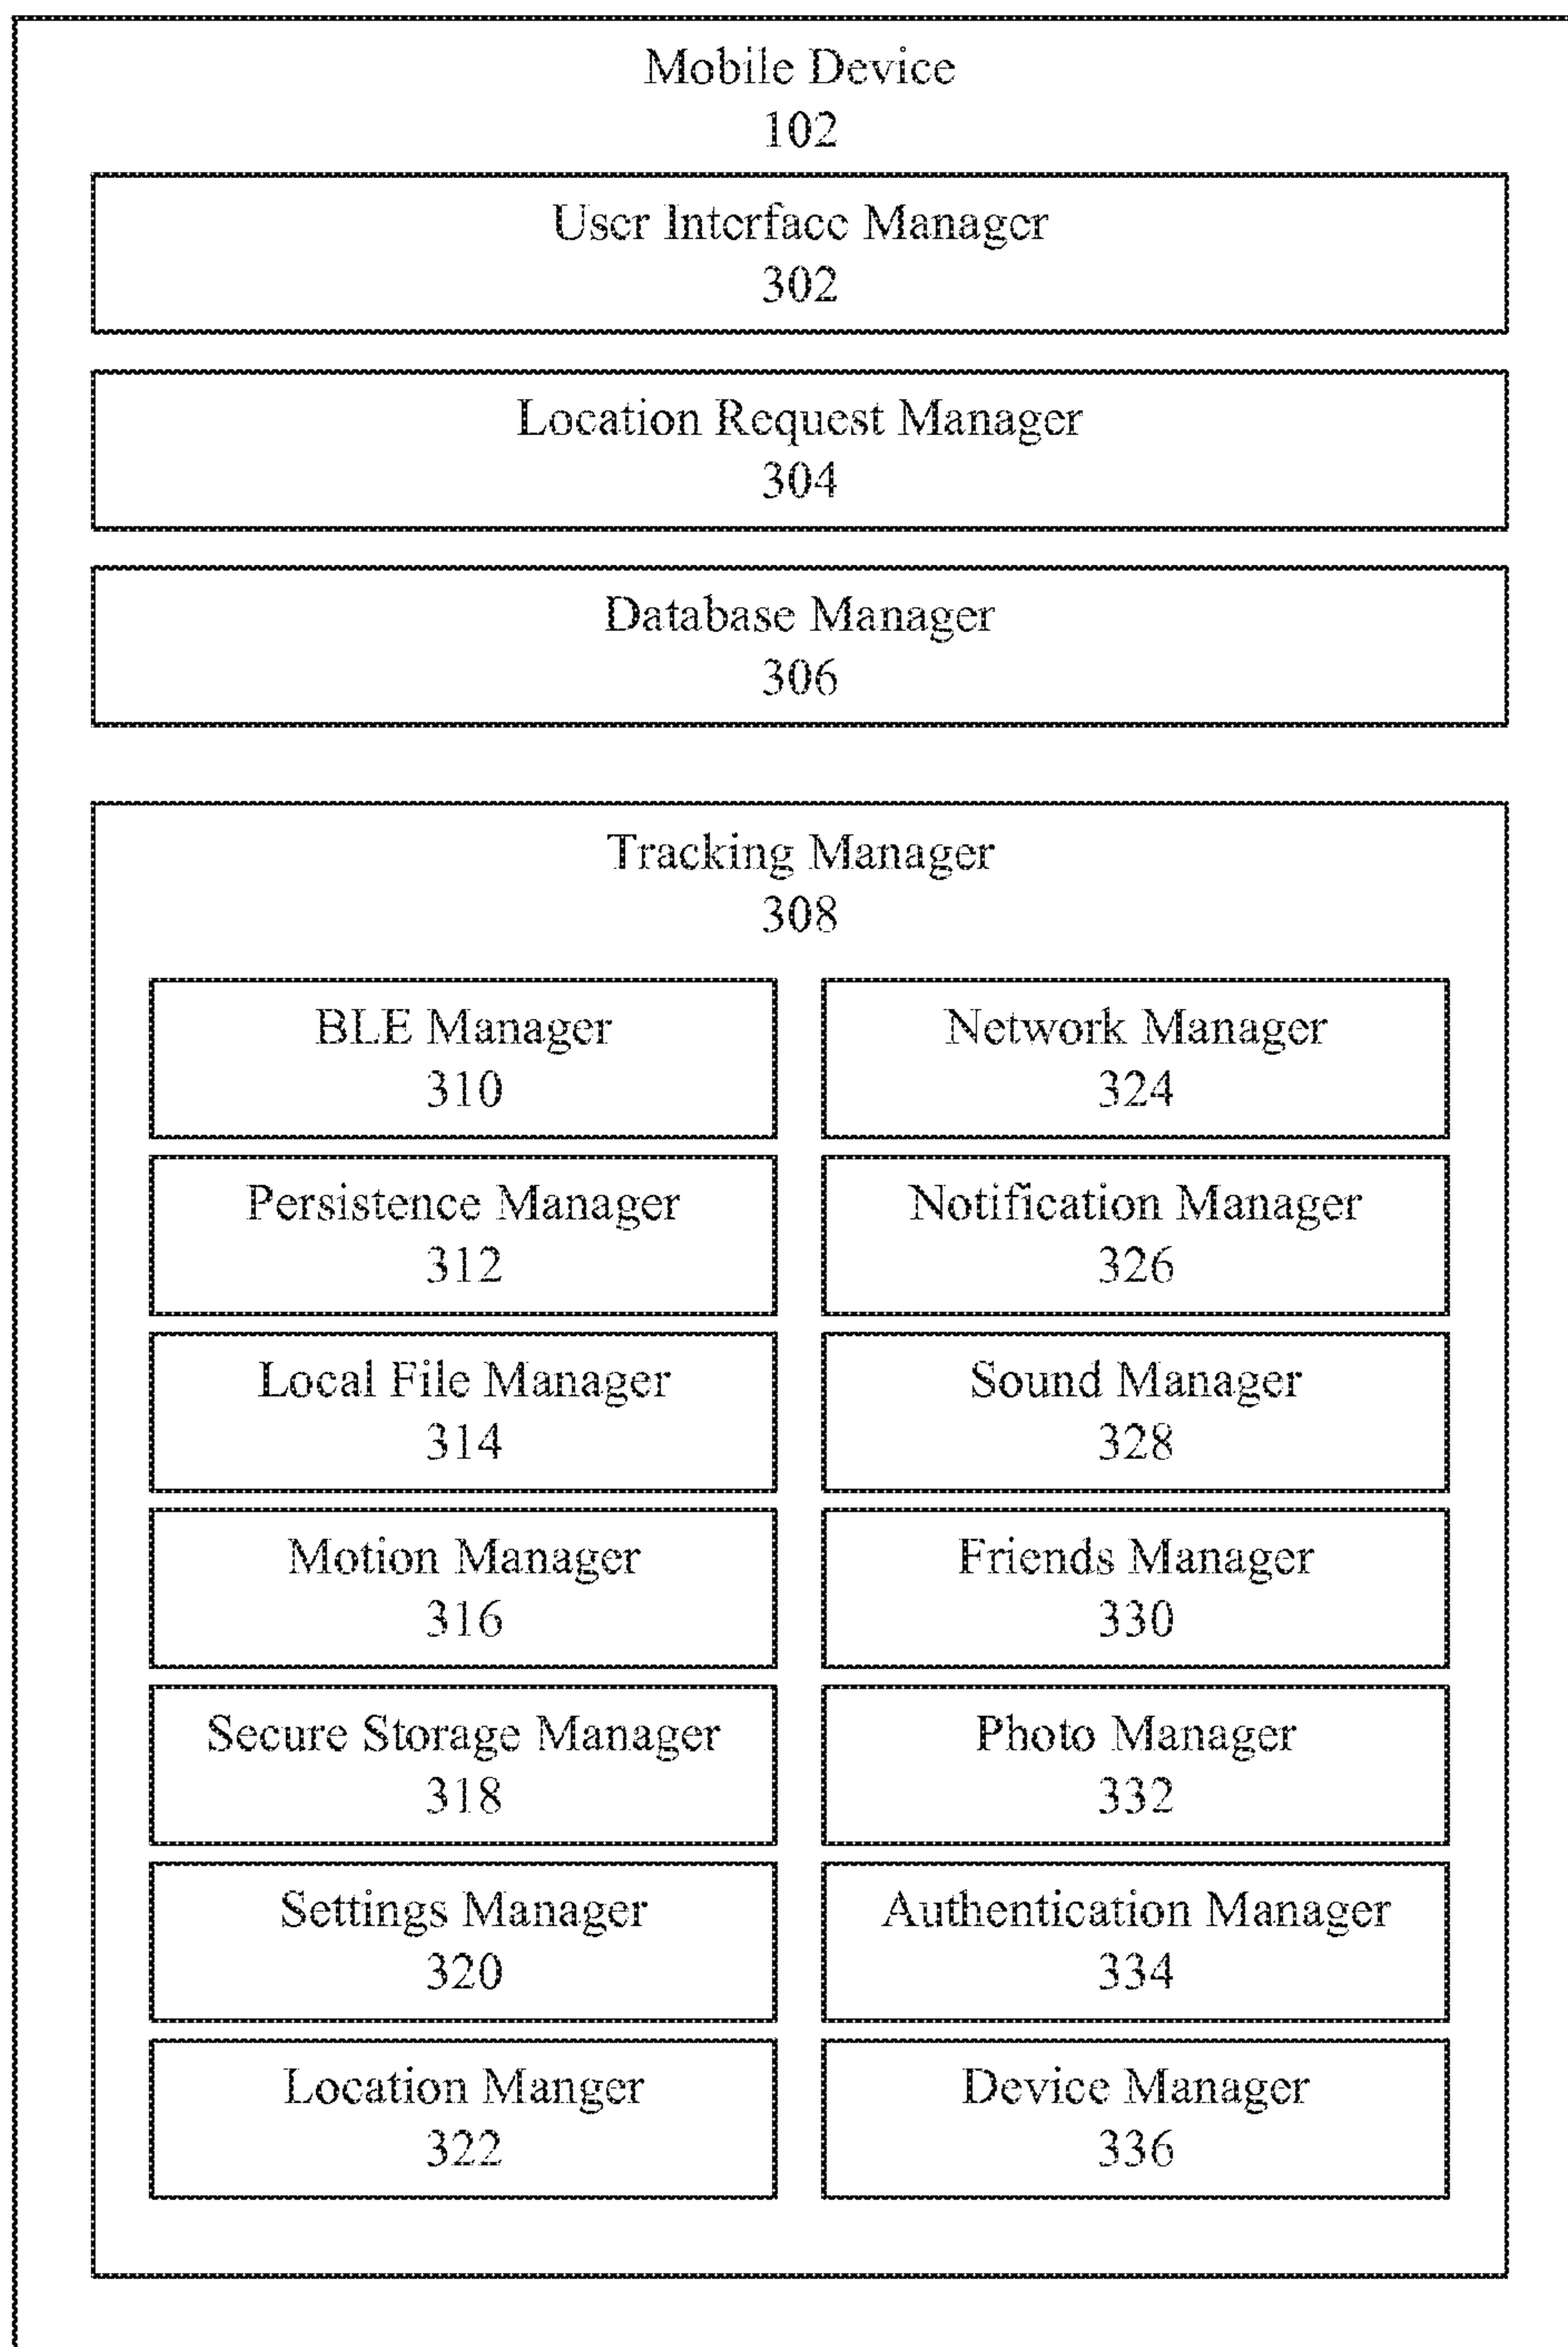 Mobile Device
102
User Interface Manager
302
Location Request Manager
304
Database Manager
306
Tracking Manager
308
BLE Manager
310
Network Manager
324
Persistence Manager
312
Notification Manager
326
Local File Manager
314
Sound Manager
328
Motion Manager
316
Friends Manager
330
Secure Storage Manager
318
Photo Manager
332
Settings Manager
320
Authentication Manager
334
Location Manger
322
Device Manager
336